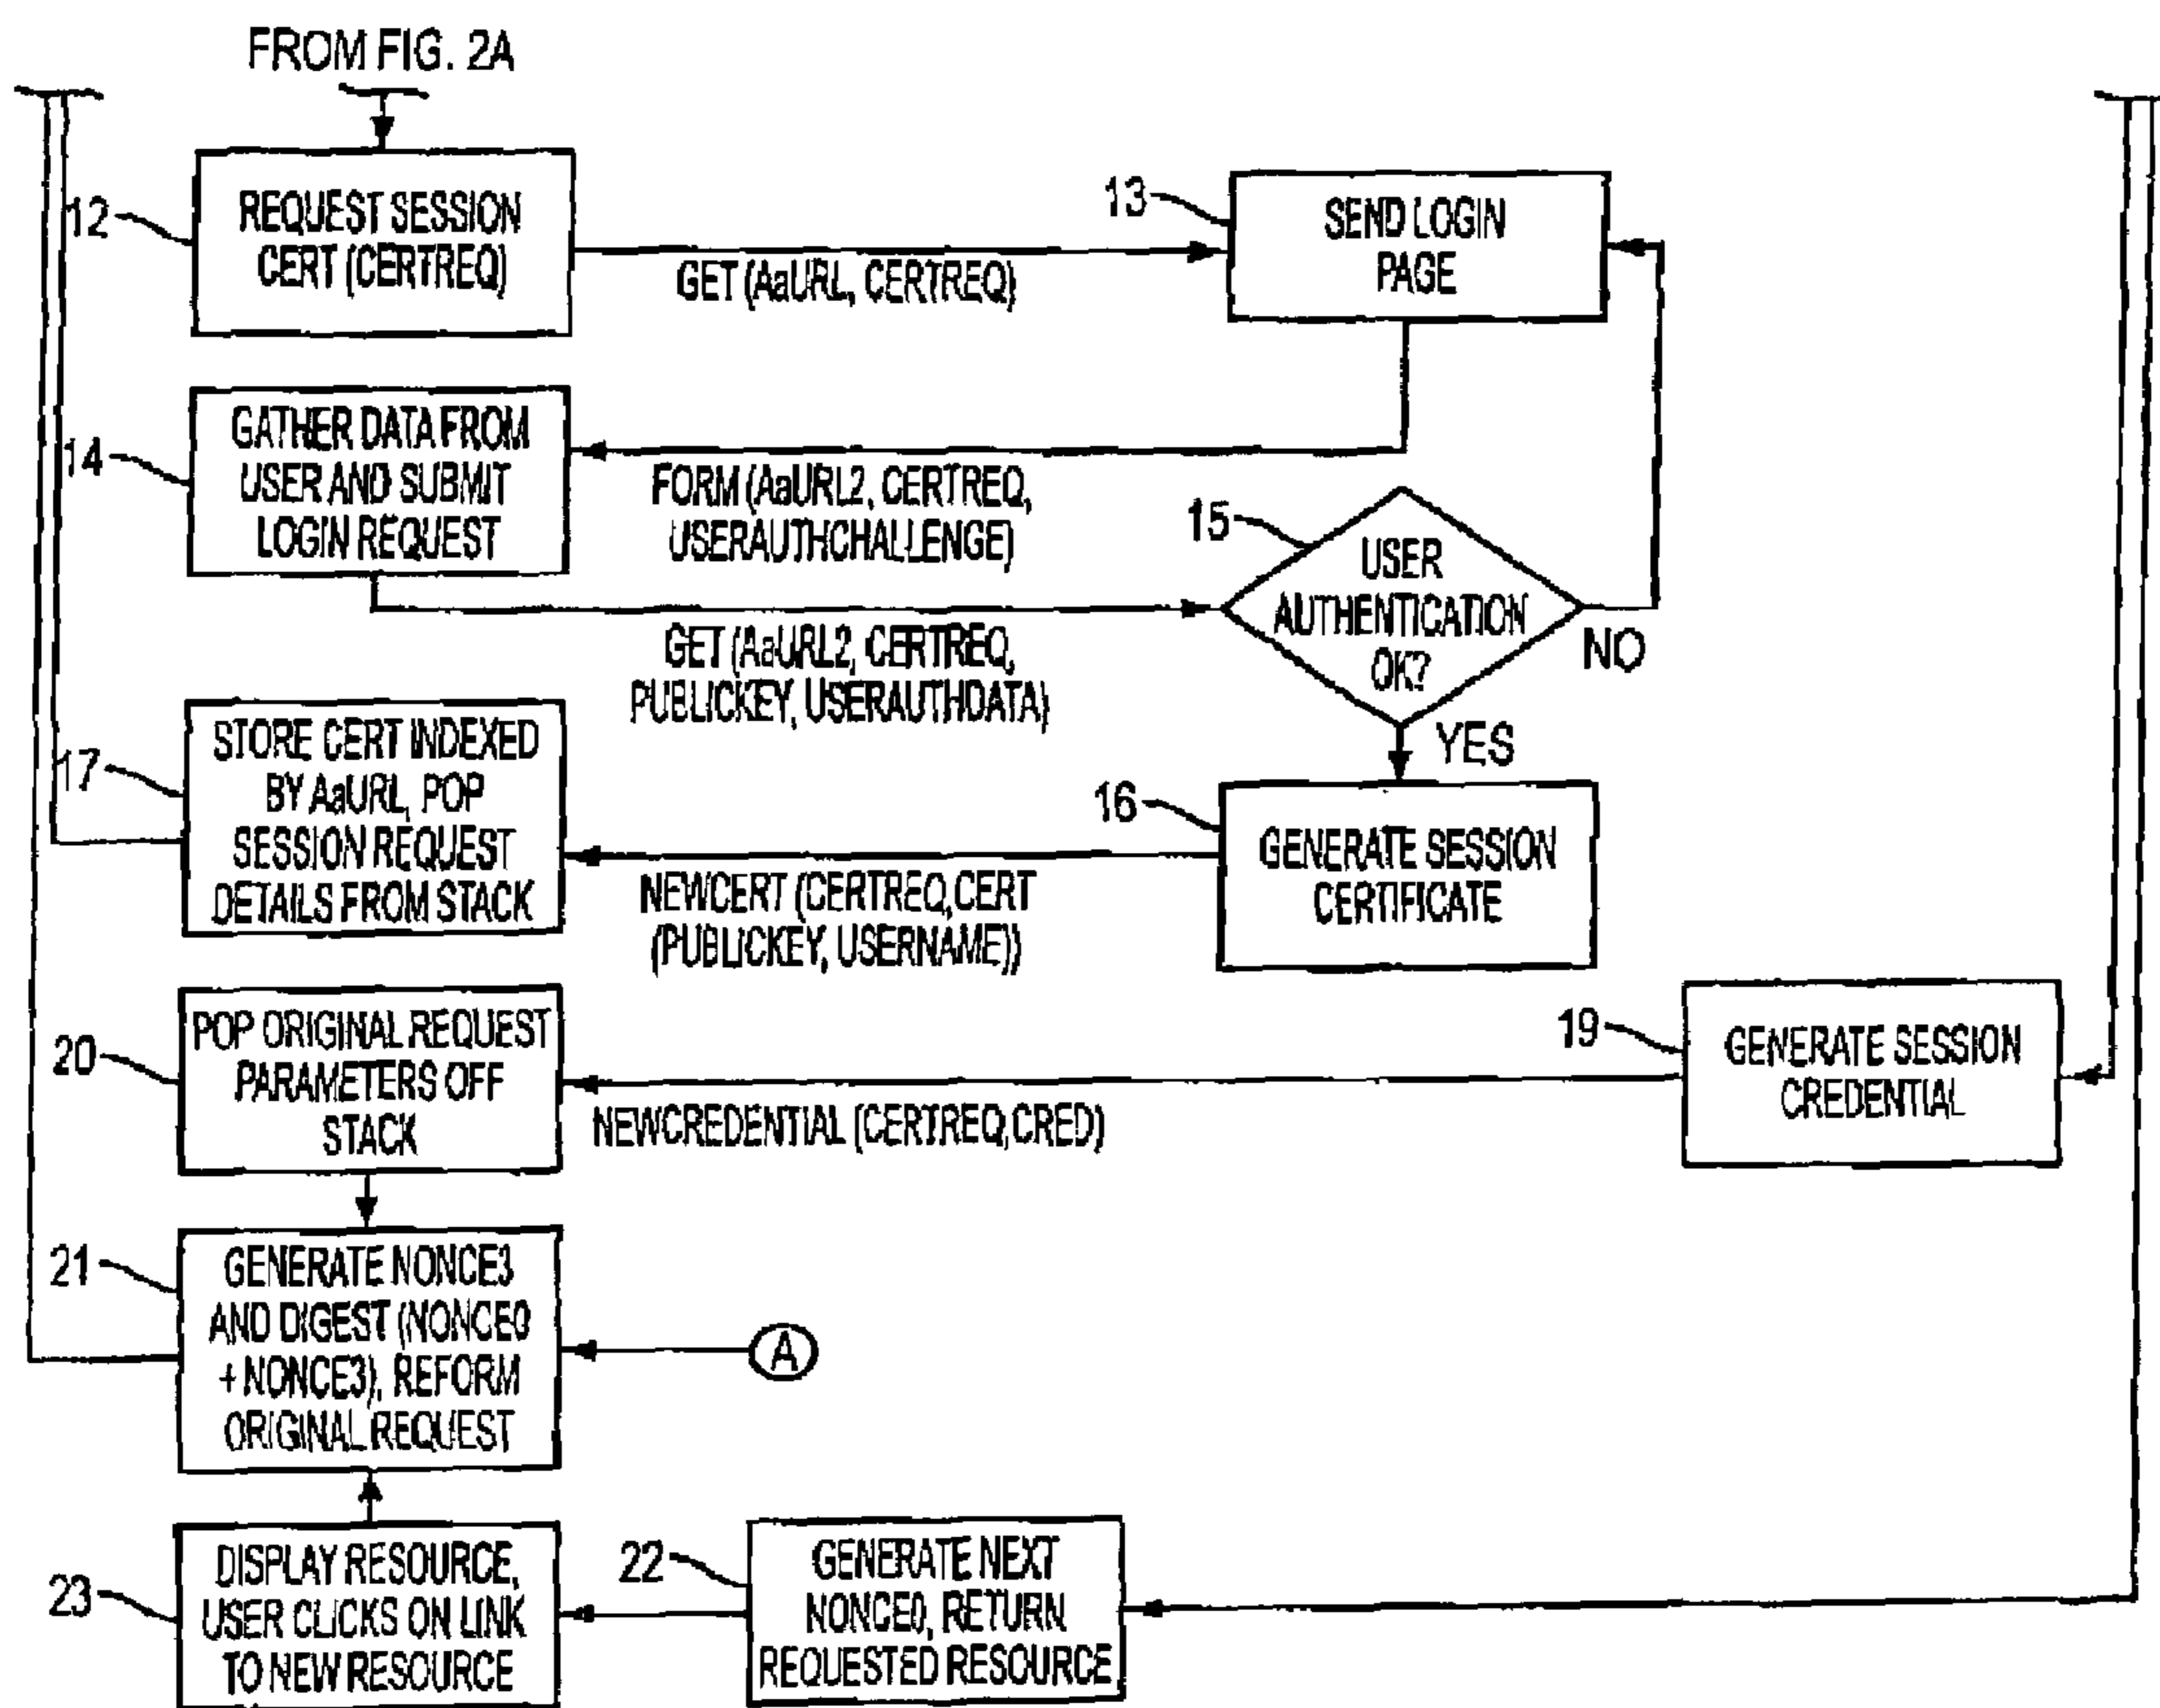 FROM FIG. 2A
12
REQUEST SESSION
CERT (CERTREQ)
GET (AaURL, CERTREQ)
13
SEND LOGIN
PAGE
14
GATHER DATA FROM
USER AND SUBMIT
LOGIN REQUEST
FORM (AaURL2, CERTREQ,
USERAUTHCHALLENGE)
15
USER
AUTHENTICATION
OK?
NO
YES
GET (AaURL2, CERTREQ,
PUBLICKEY, USERAUTHDATA)
17
STORE CERT INDEXED
BY AaURL, POP
SESSION REQUEST
DETAILS FROM STACK
16
GENERATE SESSION
CERTIFICATE
NEWCERT (CERTREQ,CERT
(PUBLICKEY, USERNAME))
20
POP ORIGINAL REQUEST
PARAMETERS OFF
STACK
19
GENERATE SESSION
CREDENTIAL
NEWCREDENTIAL (CERTREQ,CRED)
21
GENERATE NONCE3
AND DIGEST (NONCE0
+ NONCE3), REFORM
ORIGINAL REQUEST
A
23
DISPLAY RESOURCE,
USER CLICKS ON LINK
TO NEW RESOURCE
22
GENERATE NEXT
NONCE0, RETURN
REQUESTED RESOURCE